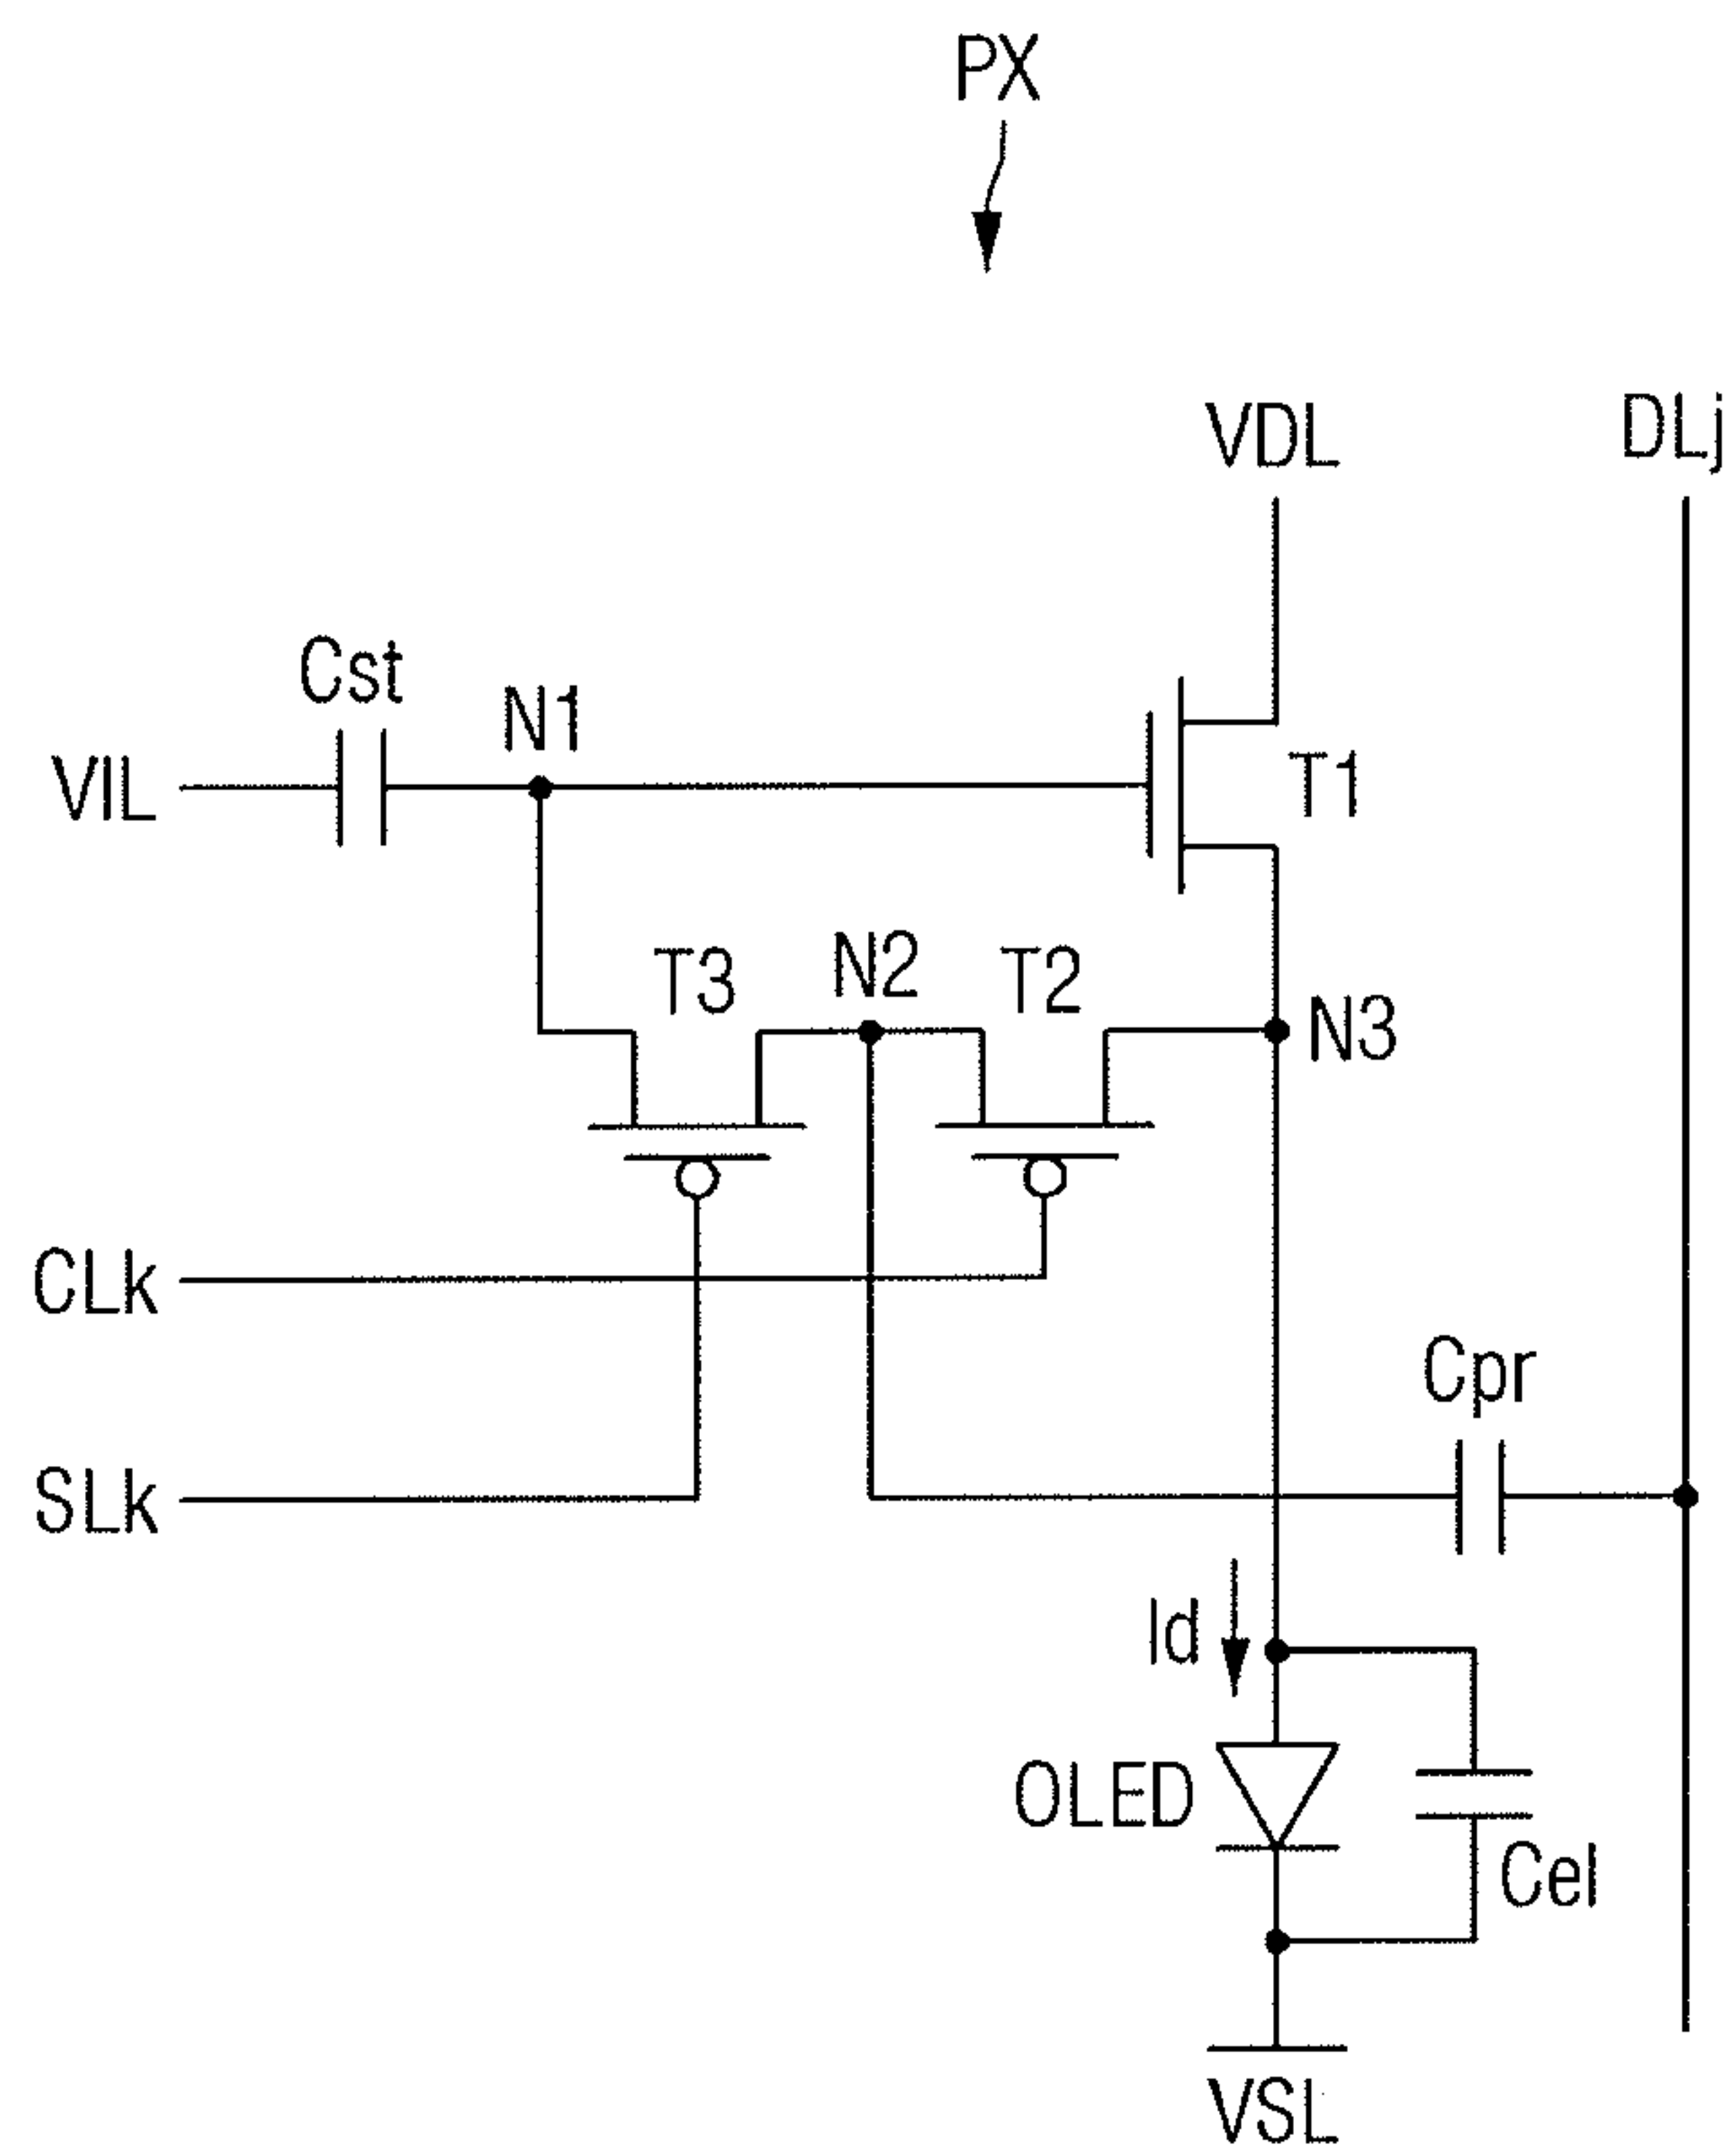 PX
VDL
DLj
Cst
N1
VIL
T1
T3
N2
T2
N3
CLk
Cpr
SLk
Id
OLED
Cel
VSL